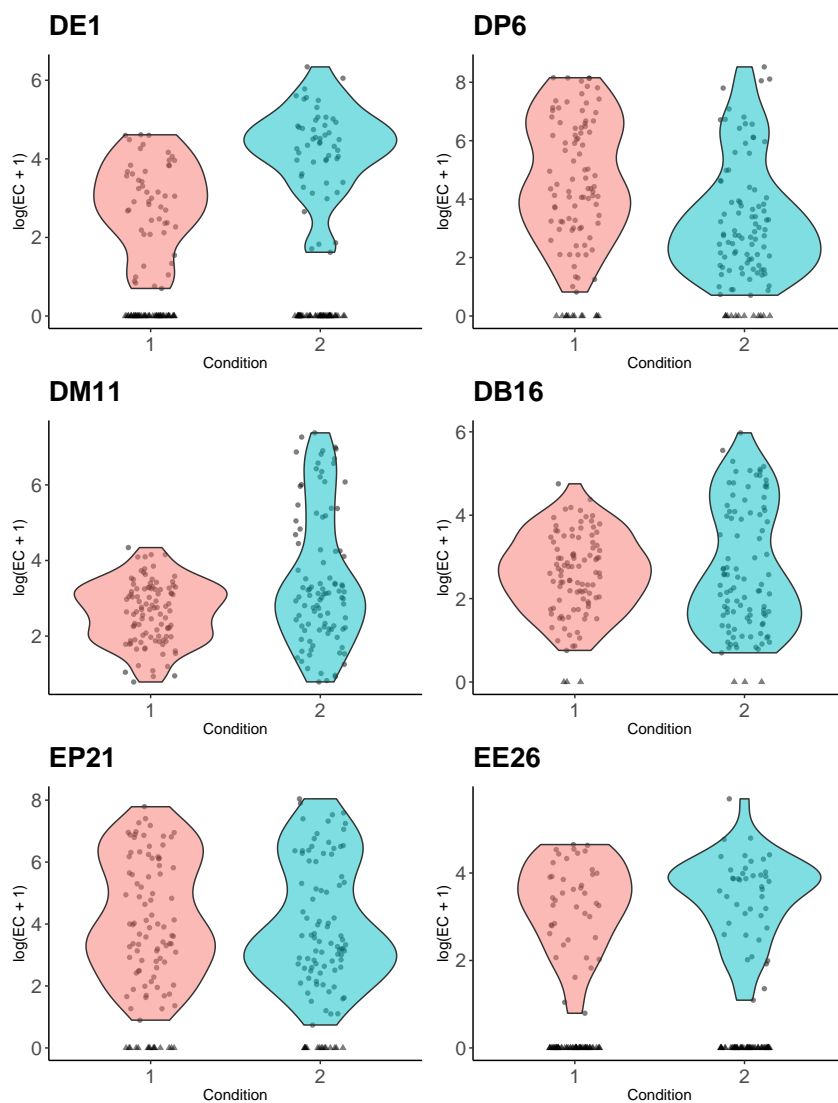 DE1
log(EC + 1)
6
4
2
0
1 2
Condition
DP6
log(EC + 1)
8
6
4
2
0
1 2
Condition
DM11
log(EC + 1)
6
4
2
1 2
Condition
DB16
log(EC + 1)
6
4
2
0
1 2
Condition
EP21
log(EC + 1)
8
6
4
2
0
1 2
Condition
EE26
log(EC + 1)
4
2
0
1 2
Condition